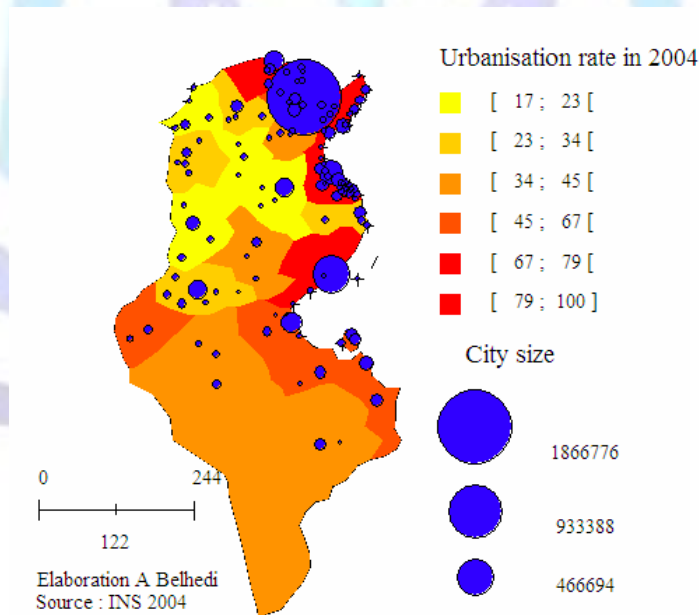 Urbanisation rate in 2004
[ 17 ; 23 [
[ 23 ; 34 [
[ 34 ; 45 [
[ 45 ; 67 [
[ 67 ; 79 [
[ 79 ; 100 ]
City size
1866776
933388
466694
0 244
122
Elaboration A Belhedi
Source : INS 2004